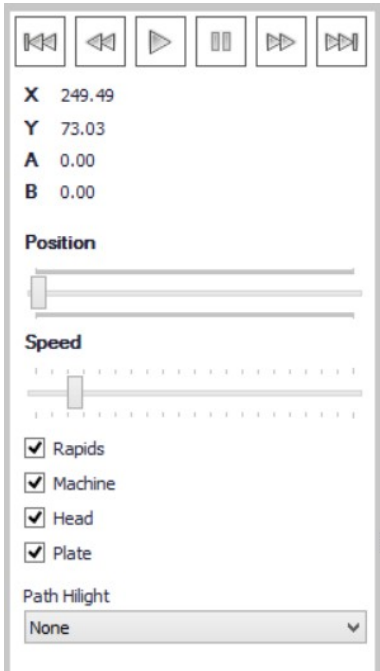 X 249.49
Y 73.03
A 0.00
B 0.00
Position
Speed
Rapids
Machine
Head
Plate
Path Hilight
None